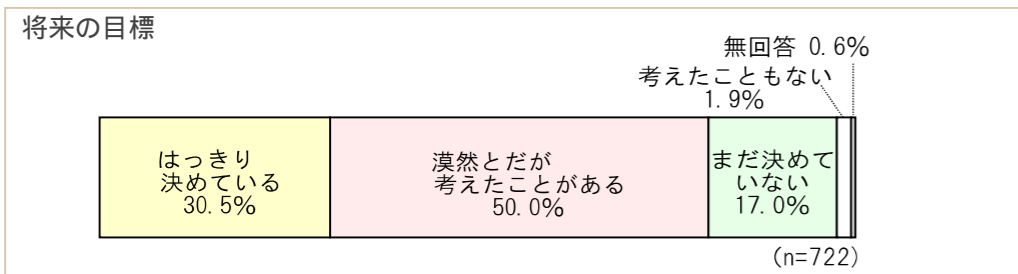 将来の目標
無回答 0.6%
考えたこともない
1.9%
はっきり
決めている
30.5%
漠然とだが
考えたことがある
50.0%
まだ決めて
いない
17.0%
(n=722)